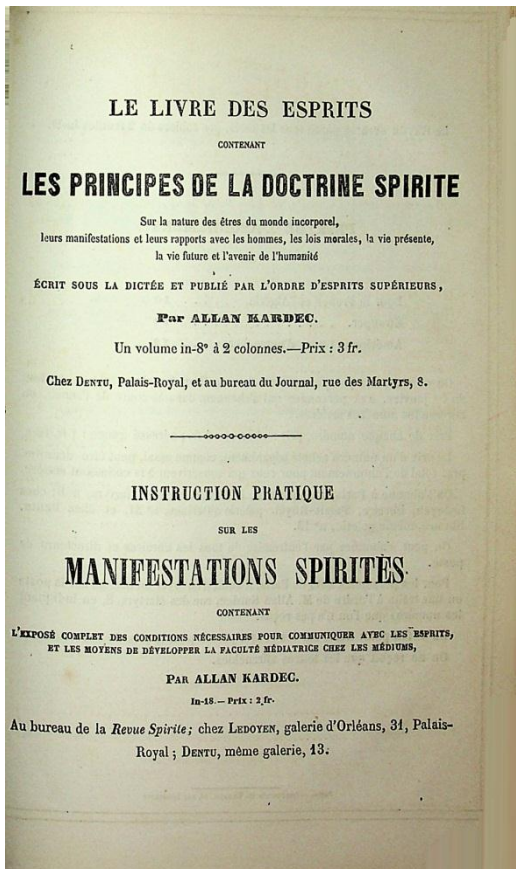 LE LIVRE DES ESPRITS
CONTENANT
LES PRINCIPES DE LA DOCTRINE SPIRITE
Sur la nature des êtres du monde incorporel,
leurs manifestations et leurs rapports avec les hommes, les lois morales, la vie présente,
la vie future et l'avenir de l'humanité
ÉCRIT SOUS LA DICTÉE ET PUBLIÉ PAR L'ORDRE D'ESPRITS SUPÉRIEURS,
Par ALLAN KARDEC.
Un volume in-8° à 2 colonnes.—Prix : 3 fr.
Chez DENTU, Palais-Royal, et au bureau du Journal, rue des Martyrs, 8.
INSTRUCTION PRATIQUE
SUR LES
MANIFESTATIONS SPIRITES
CONTENANT
L'EXPOSÉ COMPLET DES CONDITIONS NÉCESSAIRES POUR COMMUNIQUER AVEC LES ESPRITS,
ET LES MOYENS DE DÉVELOPPER LA FACULTÉ MÉDIATRICE CHEZ LES MÉDIUMS,
PAR ALLAN KARDEC.
In-18.— Prix : 2 fr.
Au bureau de la Revue Spirite; chez LEDOYEN, galerie d'Orléans, 31, Palais-
Royal ; DENTU, même galerie, 13.